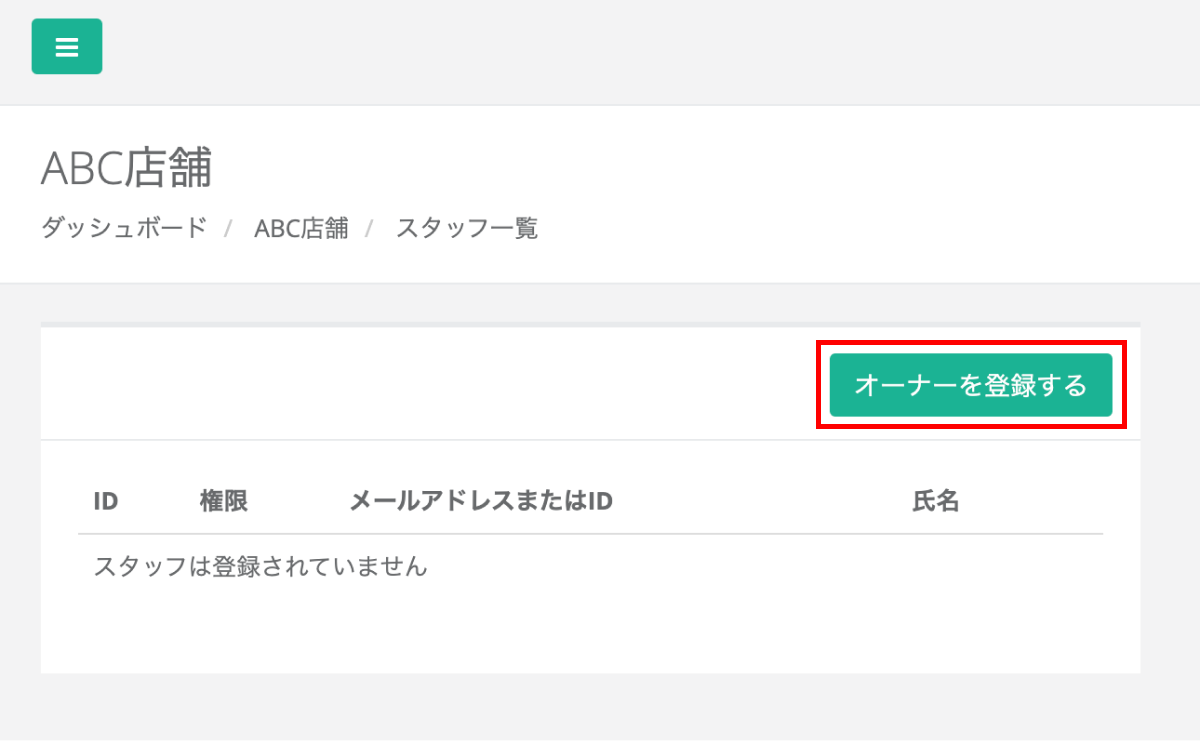 ABC店舗
ダッシュボード / ABC店舗 / スタッフ一覧
オーナーを登録する
ID 権限 メールアドレスまたはID 氏名
スタッフは登録されていません